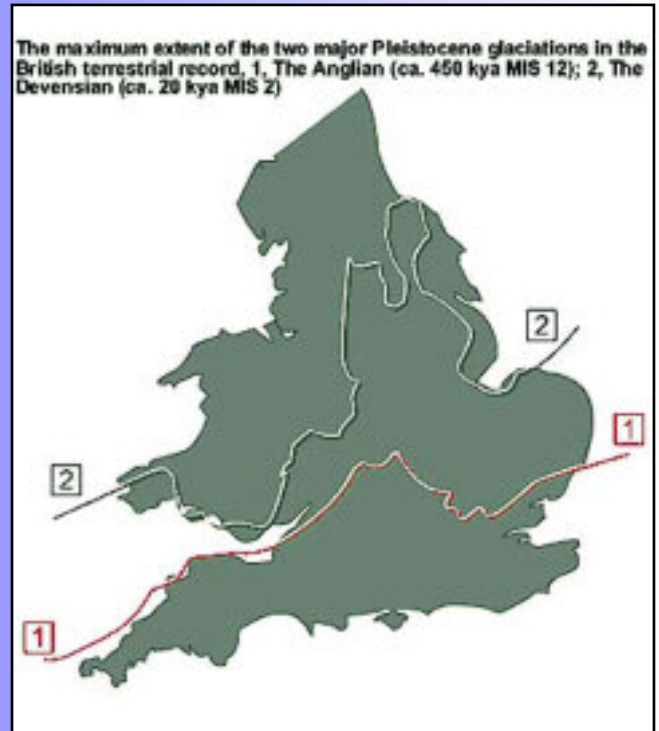 The maximum extent of the two major Pleistocene glaciations in the
British terrestrial record, 1, The Anglian (ca. 450 kya MIS 12); 2, The
Devensian (ca. 20 kya MIS 2)
2
1
2
1